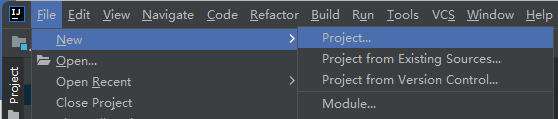 IJ File Edit View Navigate Code Refactor Build Run Tools VCS Window Help
New Project...
Open... Project from Existing Sources...
Open Recent Project from Version Control...
Close Project Module...
Project